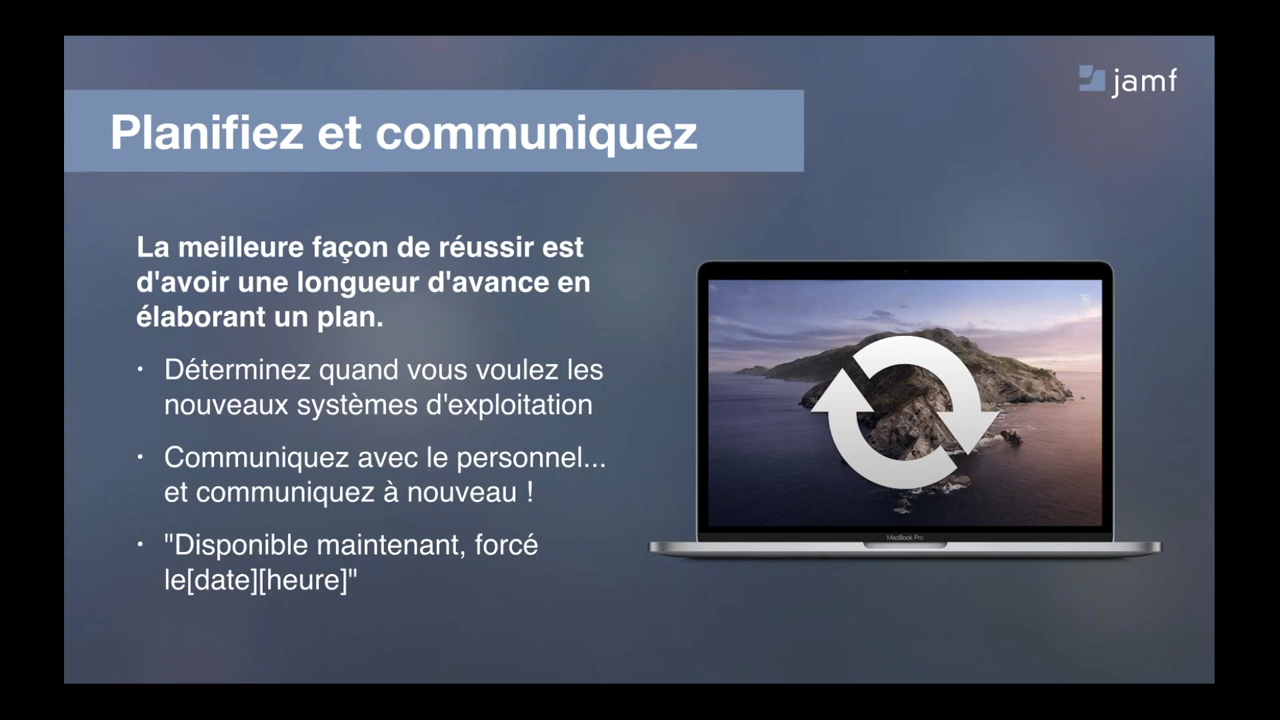 jamf
Planifiez et communiquez
La meilleure façon de réussir est
d'avoir une longueur d'avance en
élaborant un plan.
• Déterminez quand vous voulez les
nouveaux systèmes d'exploitation
• Communiquez avec le personnel...
et communiquez à nouveau !
• "Disponible maintenant, forcé
le[date][heure]"
MacBook Pro